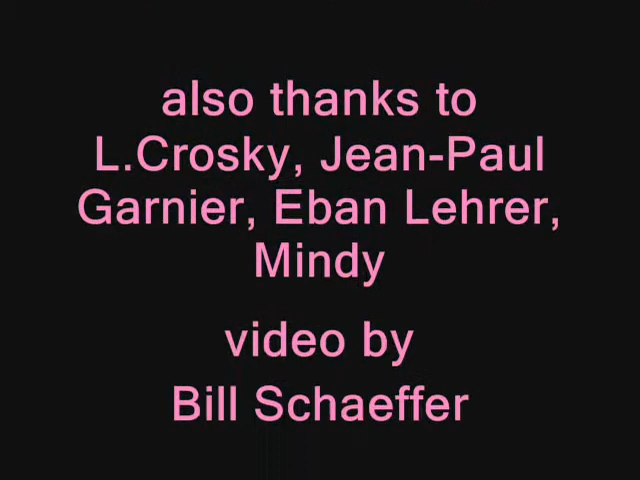 also thanks to
L.Crosky, Jean-Paul
Garnier, Eban Lehrer,
Mindy
video by
Bill Schaeffer